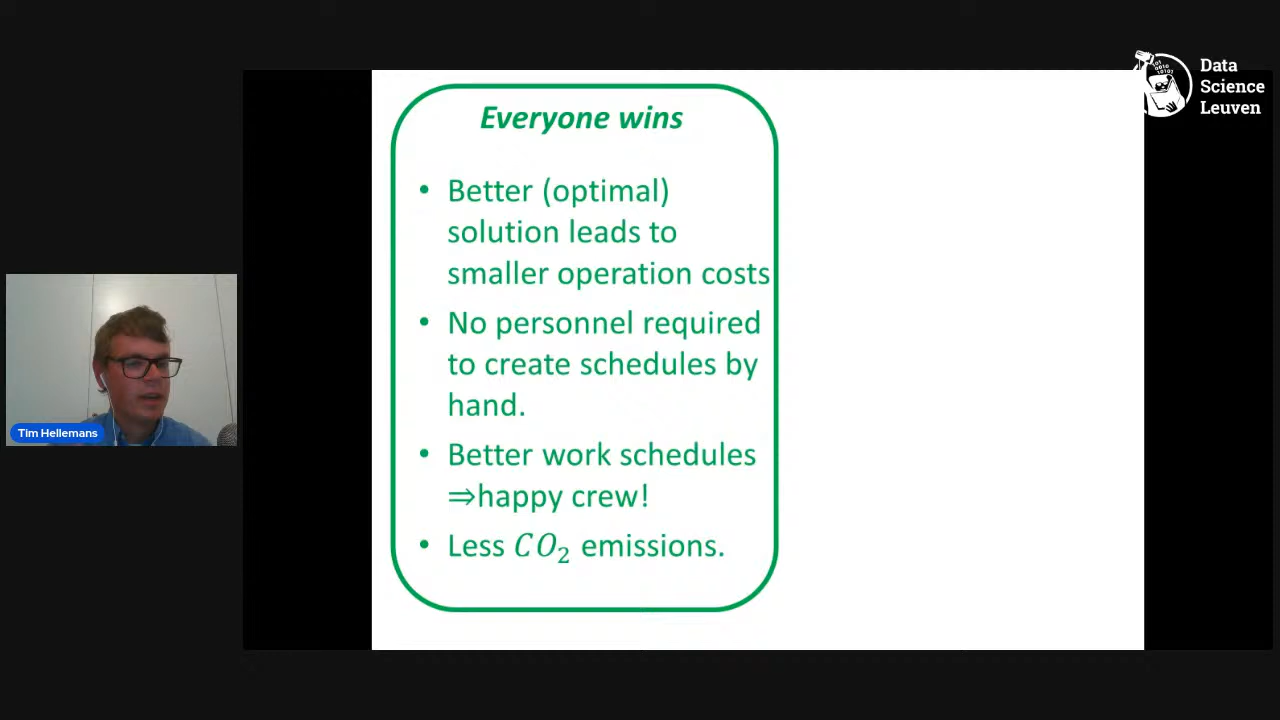 Data
Science
Leuven
Everyone wins
• Better (optimal)
solution leads to
smaller operation costs
• No personnel required
to create schedules by
hand.
• Better work schedules
⇒happy crew!
• Less CO₂ emissions.
Tim Hellemans